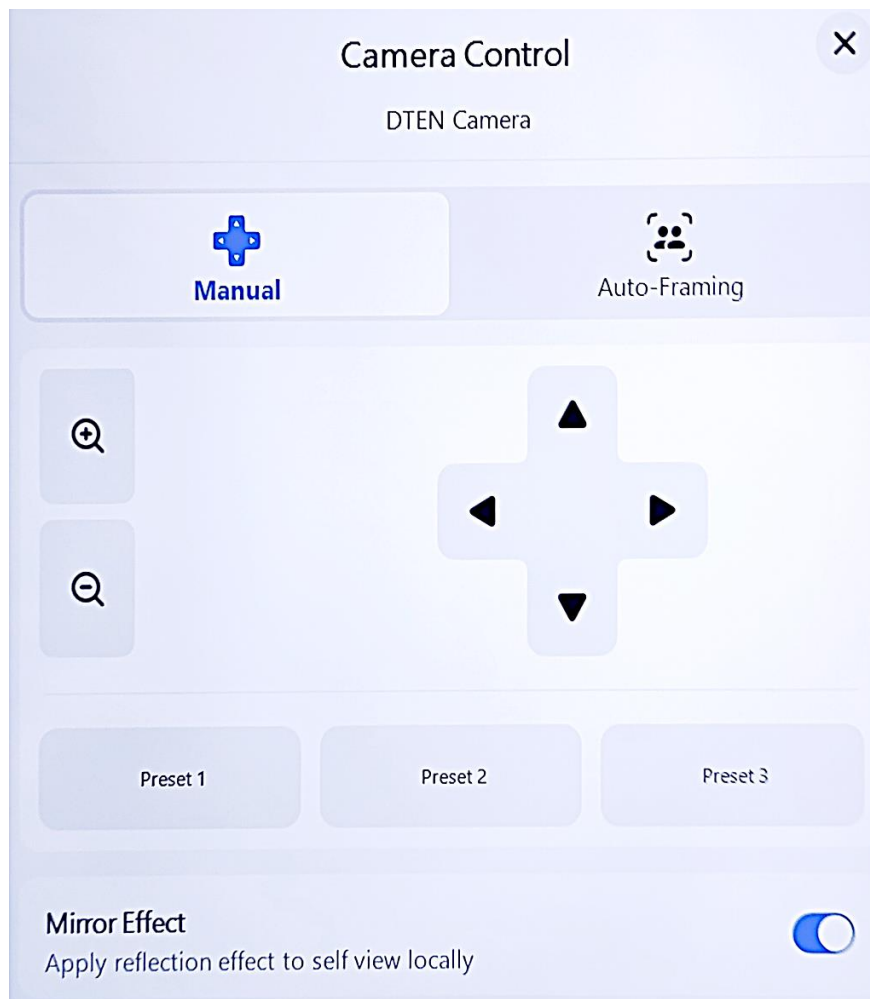 Camera Control
DTEN Camera
Manual
Auto-Framing
Preset 1
Preset 2
Preset 3
Mirror Effect
Apply reflection effect to self view locally